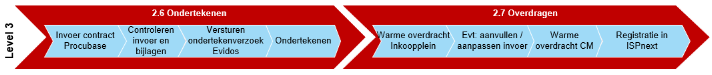 Level 3
2.6 Ondertekenen
Invoer contract
Procubase
Controleren
invoer en
bijlagen
Versturen
ondertekenverzoek
Evidos
Ondertekenen
2.7 Overdragen
Warme overdracht
Inkoopplein
Evt: aanvullen /
aanpassen invoer
Warme
overdracht CM
Registratie in
ISPnext